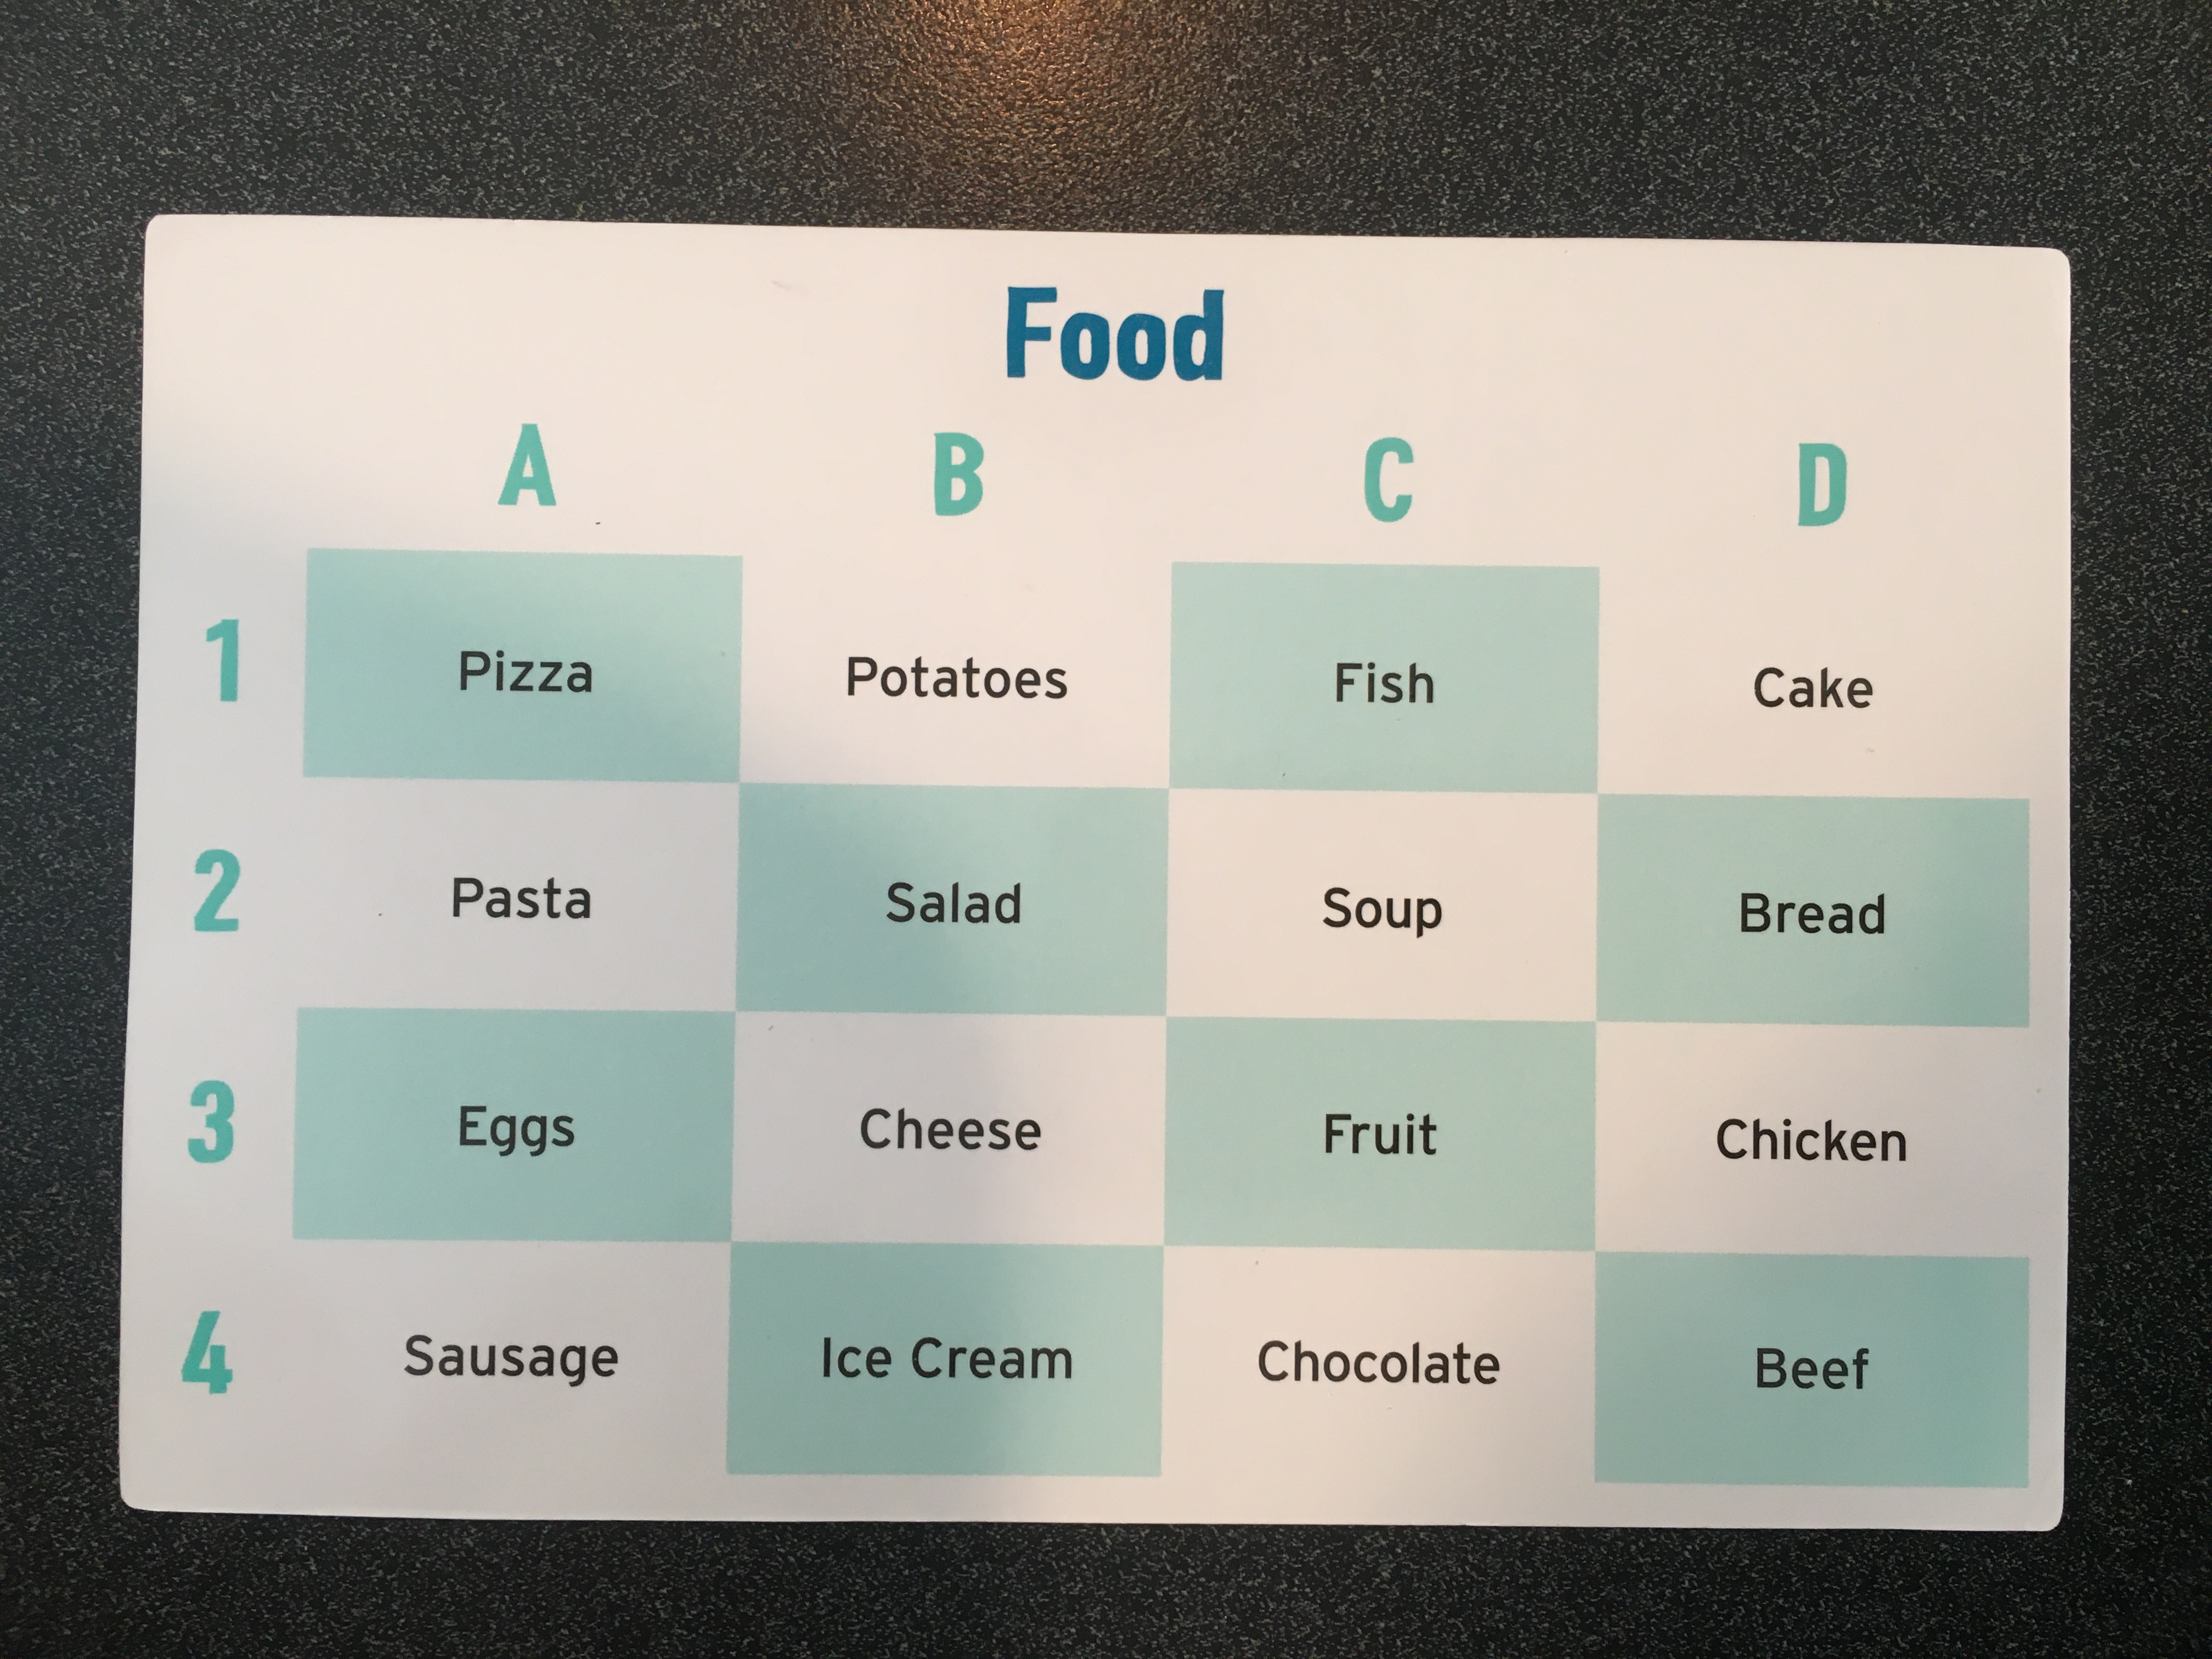 Food
A B C D
1 Pizza Potatoes Fish Cake
2 Pasta Salad Soup Bread
3 Eggs Cheese Fruit Chicken
4 Sausage Ice Cream Chocolate Beef